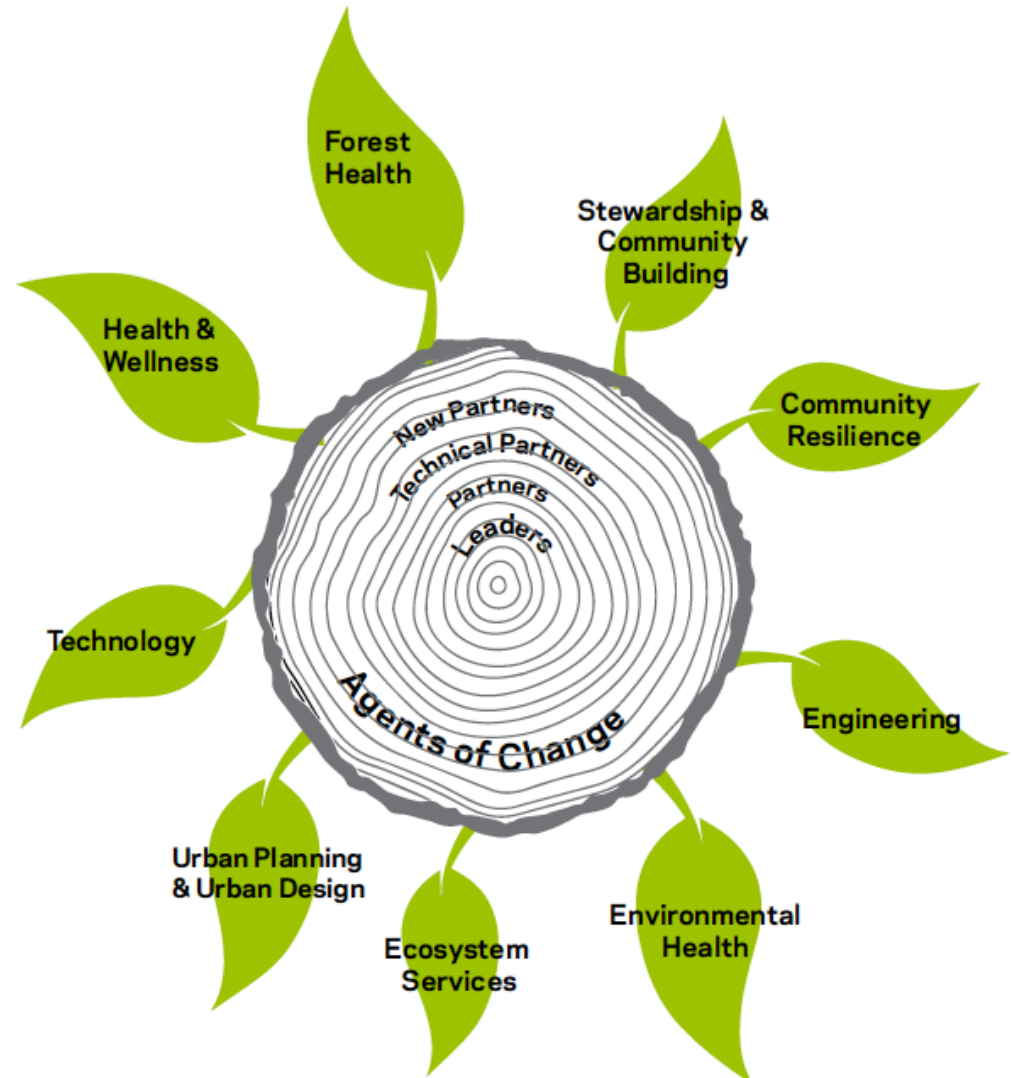 Forest
Health
Stewardship &
Community
Building
Health &
Wellness
Community
Resilience
New Partners
Technical Partners
Partners
Leaders
Technology
Agents of Change
Engineering
Urban Planning
& Urban Design
Environmental
Health
Ecosystem
Services